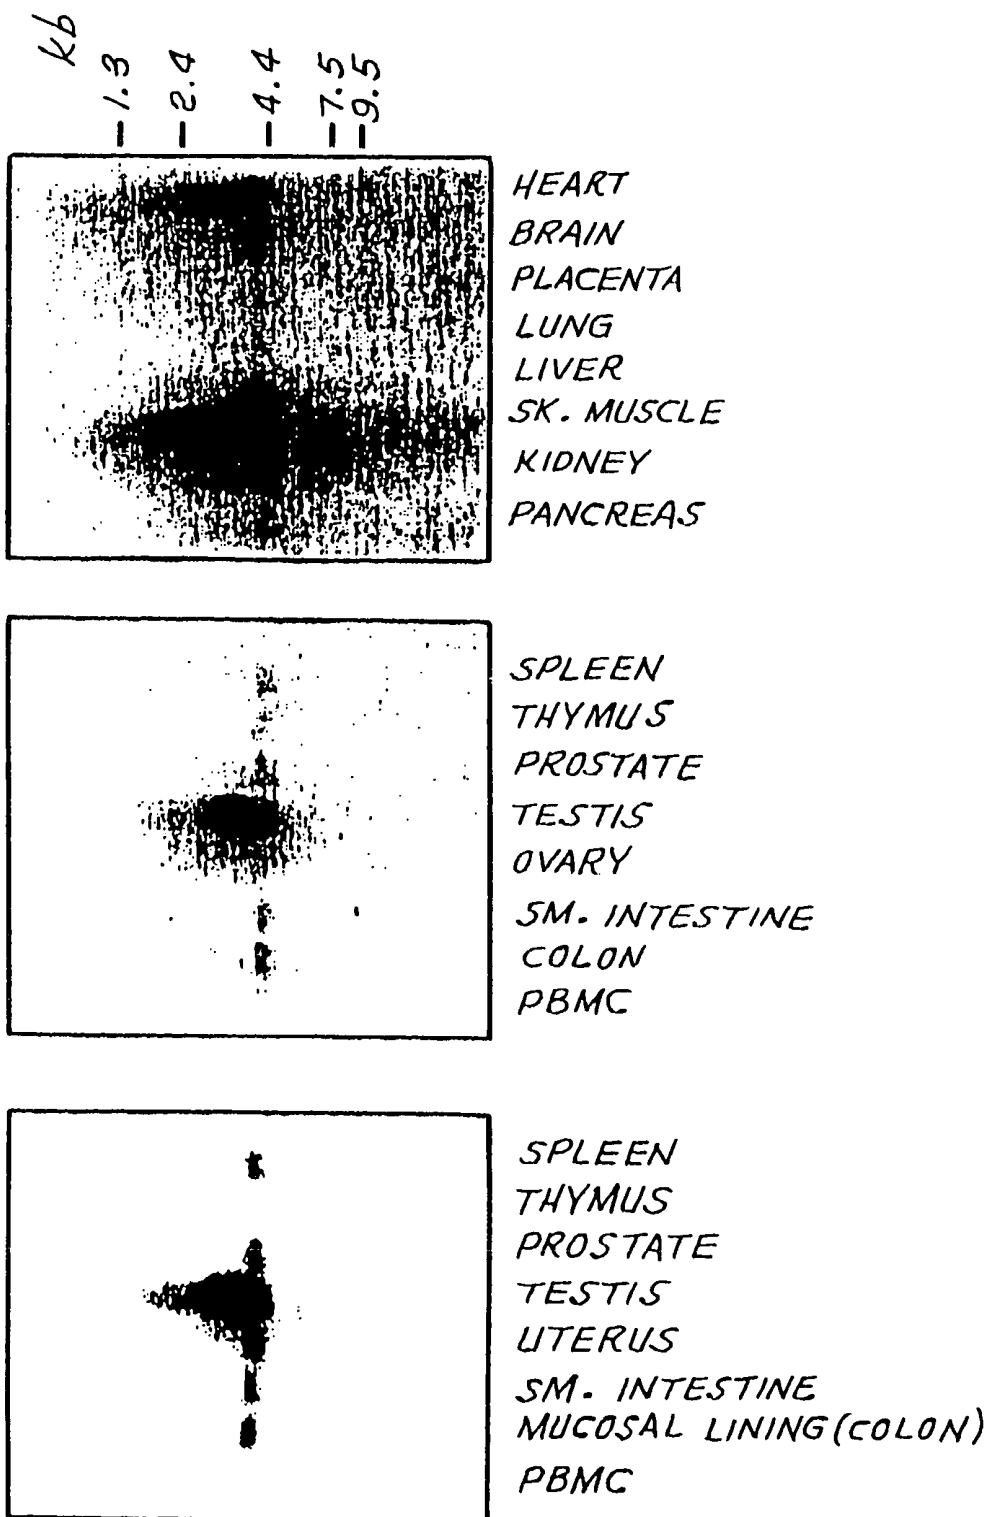 kb
-1.3
-2.4
-4.4
-7.5
-9.5
HEART
BRAIN
PLACENTA
LUNG
LIVER
SK. MUSCLE
KIDNEY
PANCREAS
SPLEEN
THYMUS
PROSTATE
TESTIS
OVARY
SM. INTESTINE
COLON
PBMC
SPLEEN
THYMUS
PROSTATE
TESTIS
UTERUS
SM. INTESTINE
MUCOSAL LINING (COLON)
PBMC